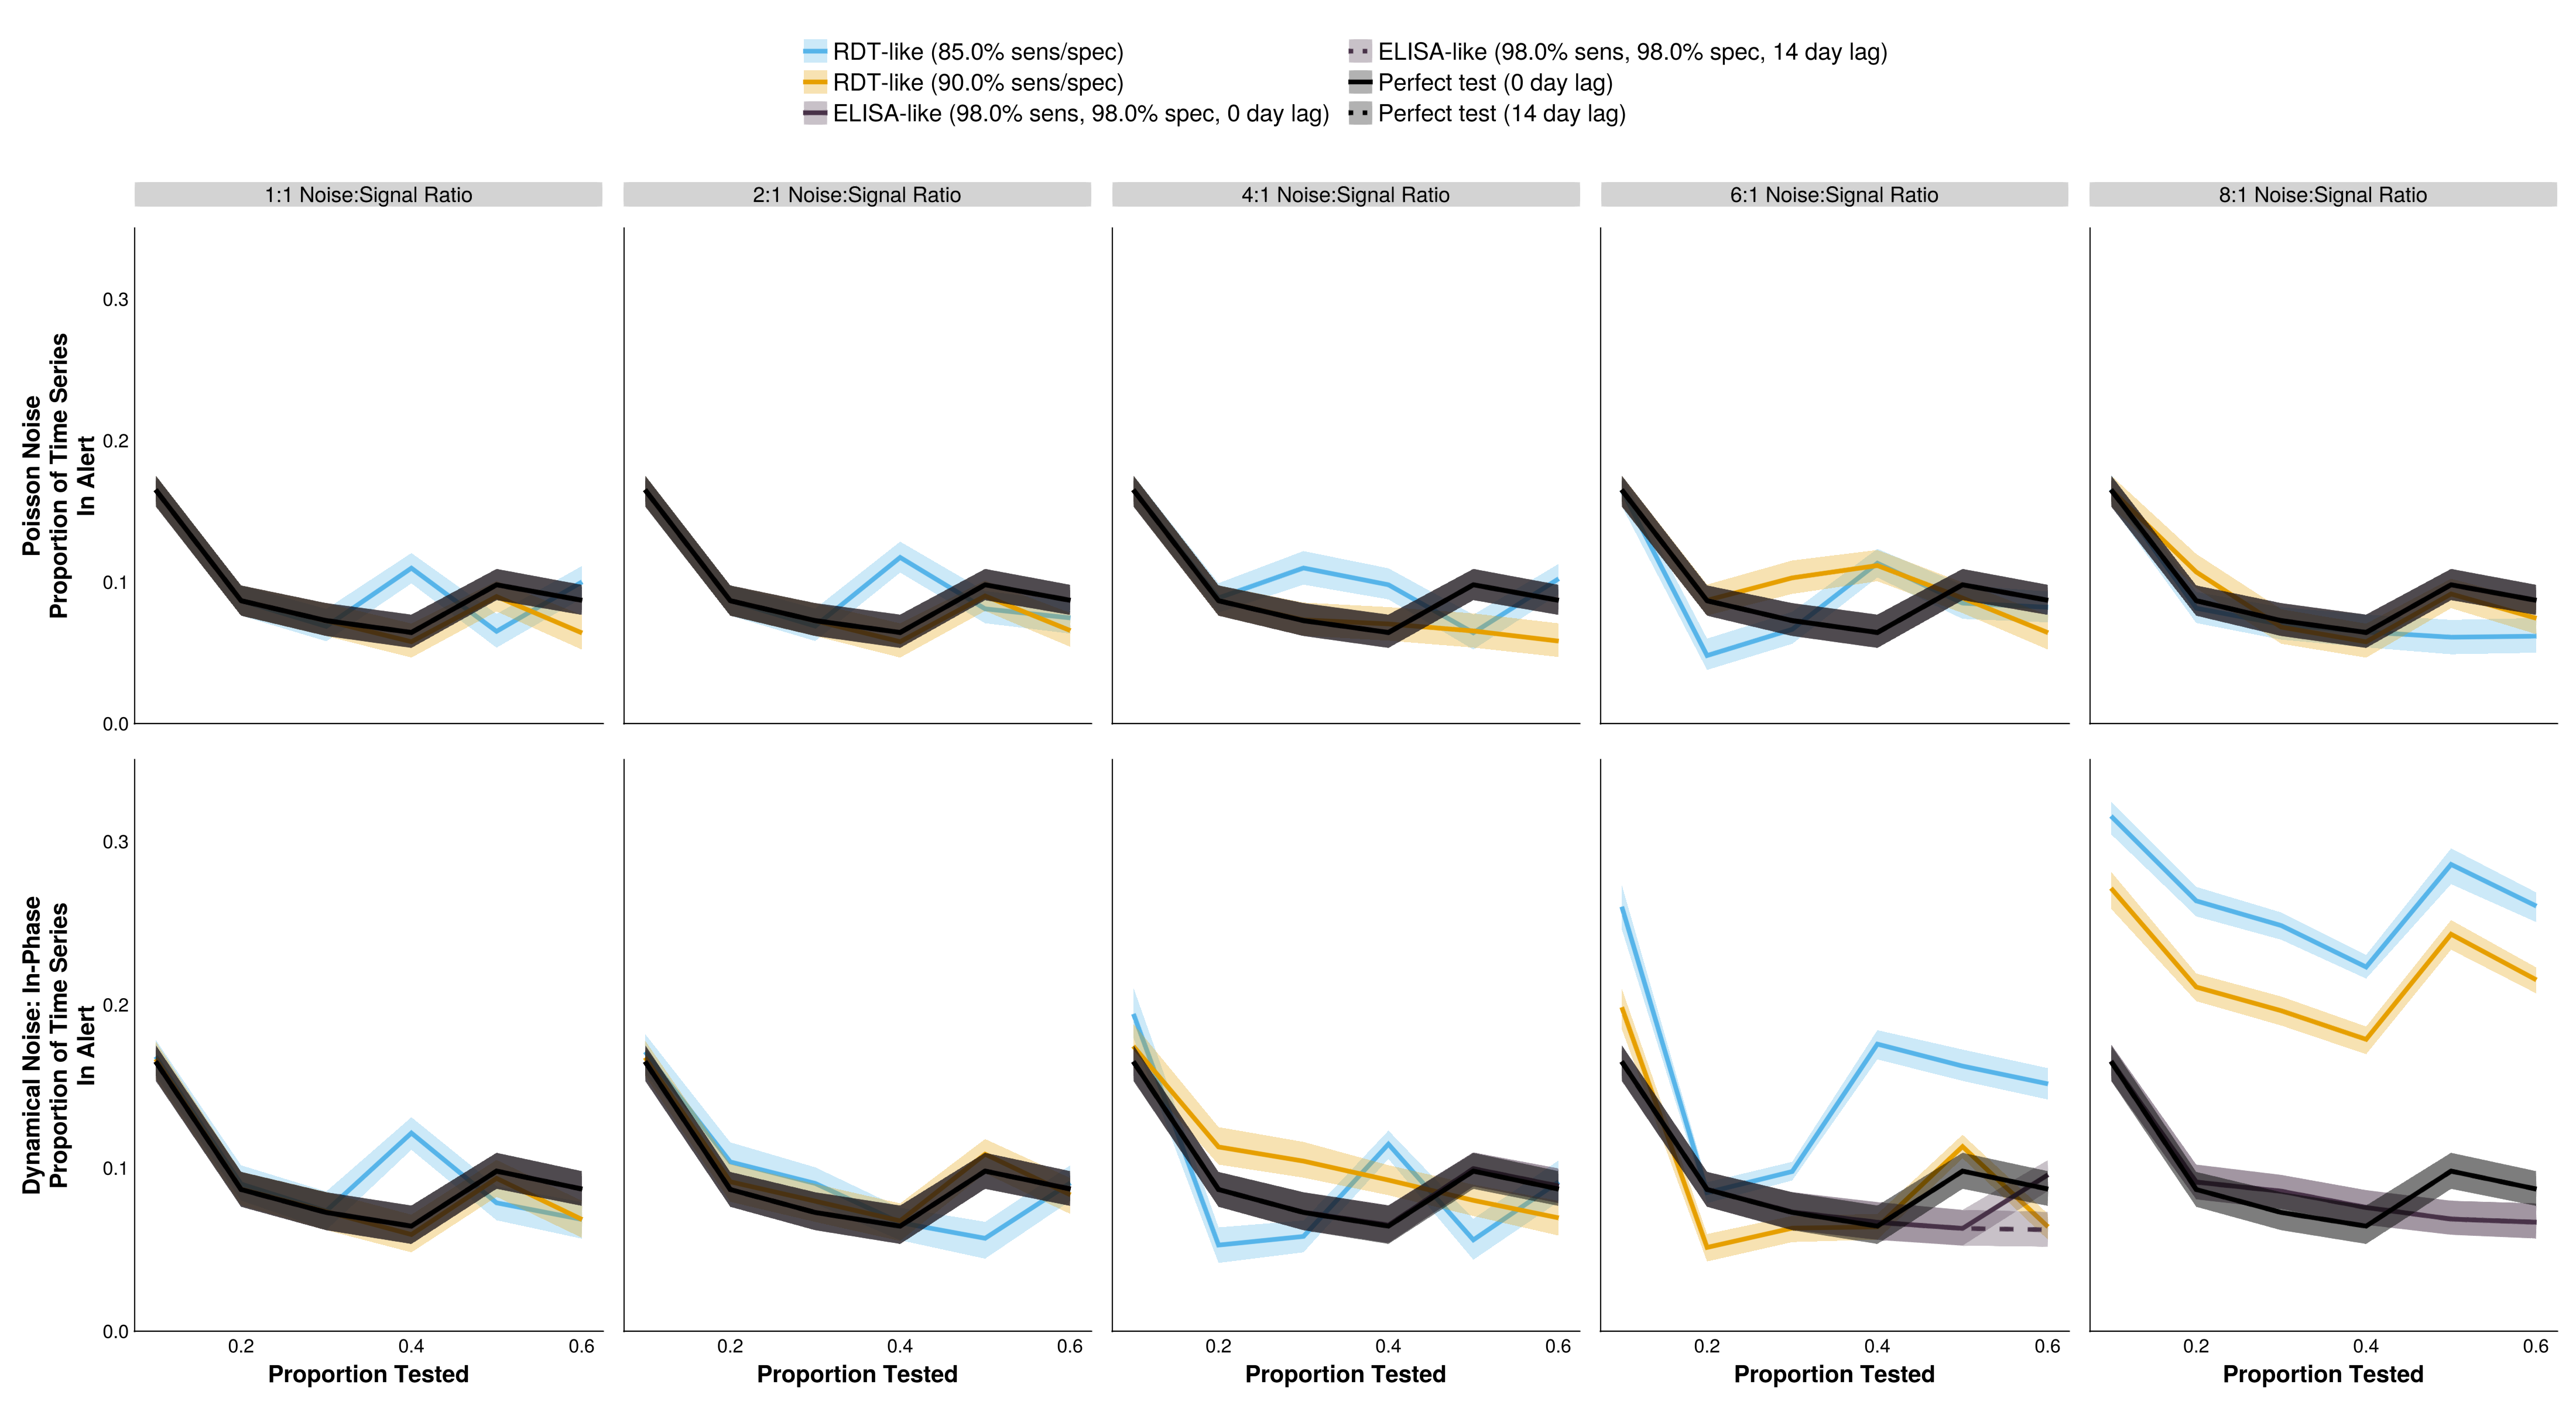 RDT-like (85.0% sens/spec)
RDT-like (90.0% sens/spec)
ELISA-like (98.0% sens, 98.0% spec, 0 day lag)
ELISA-like (98.0% sens, 98.0% spec, 14 day lag)
Perfect test (0 day lag)
Perfect test (14 day lag)
1:1 Noise:Signal Ratio
2:1 Noise:Signal Ratio
4:1 Noise:Signal Ratio
6:1 Noise:Signal Ratio
8:1 Noise:Signal Ratio
Poisson Noise
Proportion of Time Series
In Alert
0.3
0.2
0.1
0.0
Dynamical Noise: In-Phase
Proportion of Time Series
In Alert
0.3
0.2
0.1
0.0
0.2 0.4 0.6
0.2 0.4 0.6
0.2 0.4 0.6
0.2 0.4 0.6
0.2 0.4 0.6
Proportion Tested
Proportion Tested
Proportion Tested
Proportion Tested
Proportion Tested